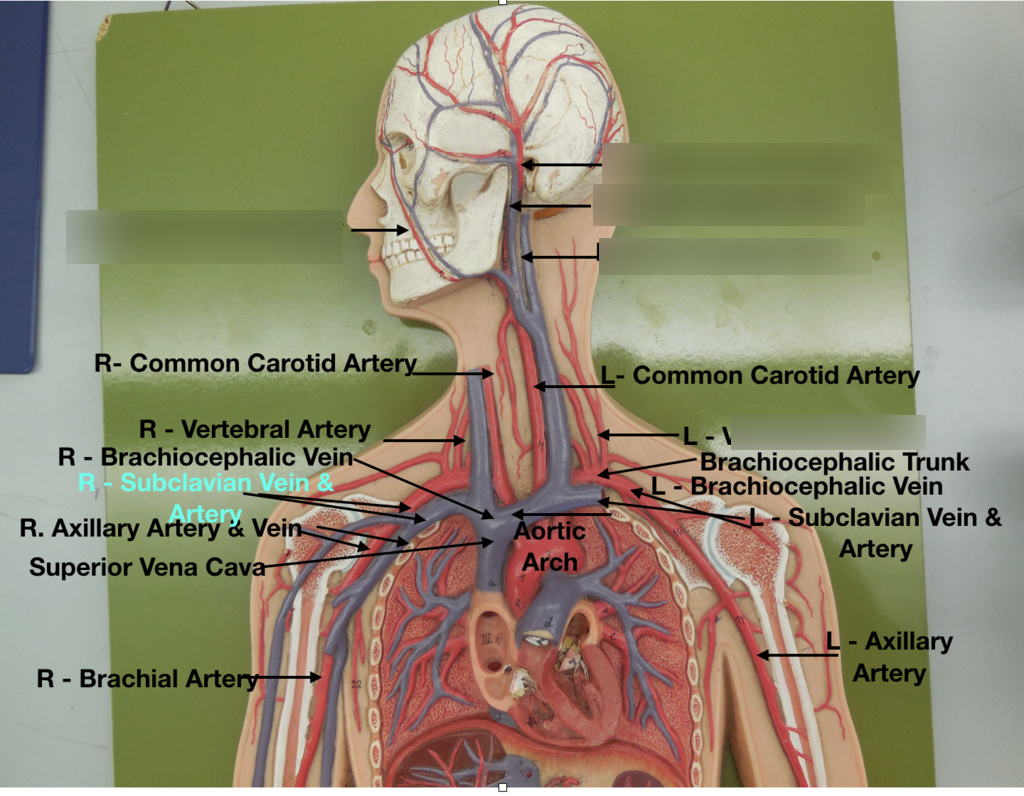 R- Common Carotid Artery
L- Common Carotid Artery
R - Vertebral Artery
L - V
R - Brachiocephalic Vein
Brachiocephalic Trunk
R - Subclavian Vein &
Artery
L - Brachiocephalic Vein
R. Axillary Artery & Vein
L - Subclavian Vein &
Artery
Aortic
Arch
Superior Vena Cava
L - Axillary
Artery
R - Brachial Artery
22